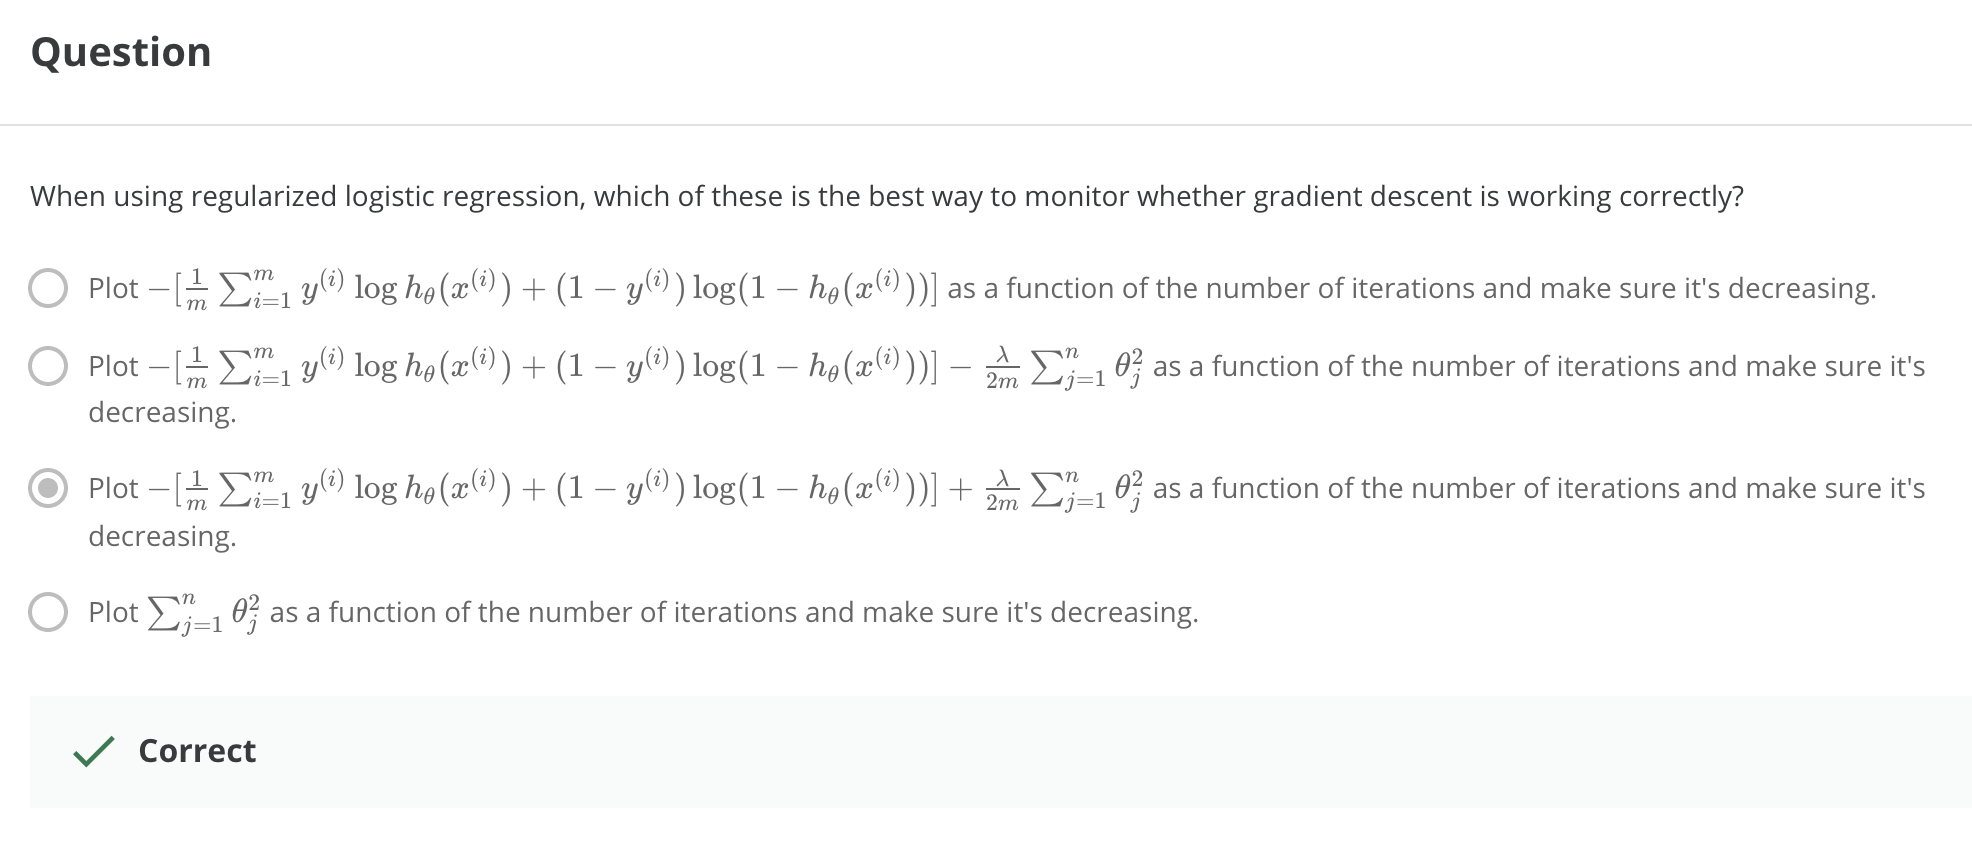 Question
When using regularized logistic regression, which of these is the best way to monitor whether gradient descent is working correctly?
Plot $-[\frac{1}{m}\sum_{i=1}^{m} y^{(i)} \log h_\theta(x^{(i)}) + (1 - y^{(i)}) \log(1 - h_\theta(x^{(i)}))]$ as a function of the number of iterations and make sure it's decreasing.
Plot $-[\frac{1}{m}\sum_{i=1}^{m} y^{(i)} \log h_\theta(x^{(i)}) + (1 - y^{(i)}) \log(1 - h_\theta(x^{(i)}))] - \frac{\lambda}{2m}\sum_{j=1}^{n} \theta_j^2$ as a function of the number of iterations and make sure it's
decreasing.
Plot $-[\frac{1}{m}\sum_{i=1}^{m} y^{(i)} \log h_\theta(x^{(i)}) + (1 - y^{(i)}) \log(1 - h_\theta(x^{(i)}))] + \frac{\lambda}{2m}\sum_{j=1}^{n} \theta_j^2$ as a function of the number of iterations and make sure it's
decreasing.
Plot $\sum_{j=1}^{n} \theta_j^2$ as a function of the number of iterations and make sure it's decreasing.
Correct